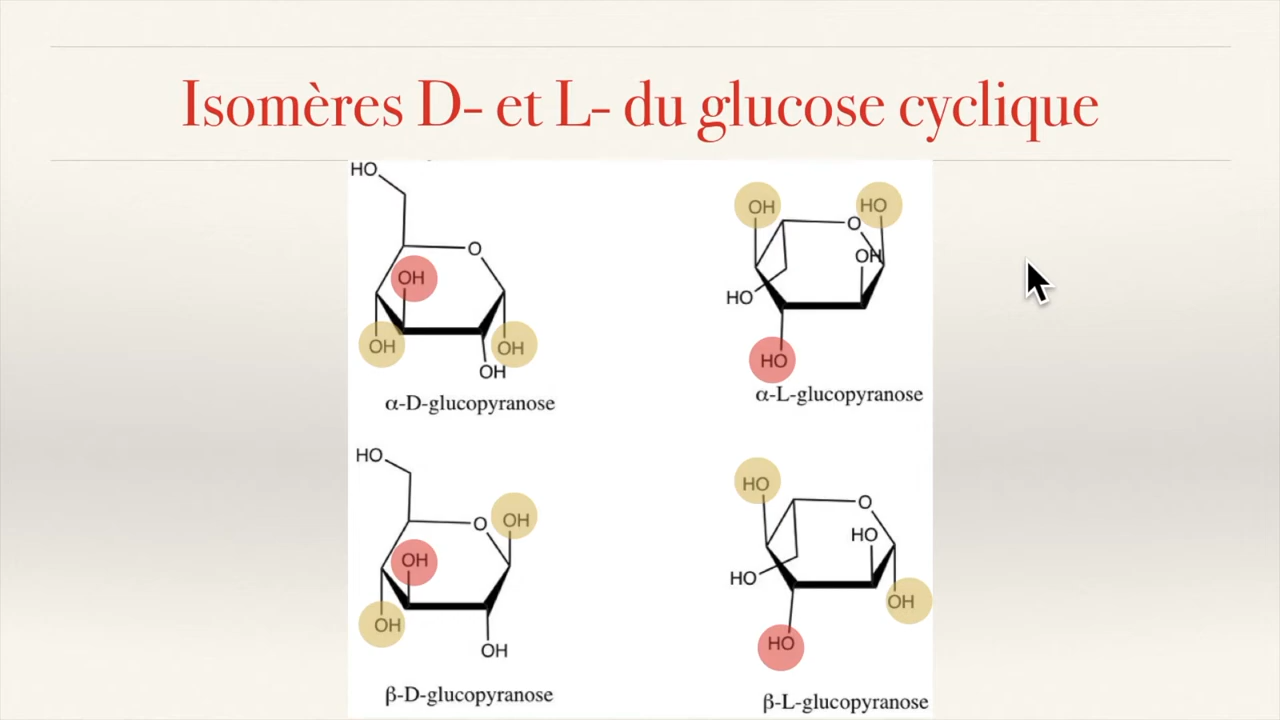 Isomères D- et L- du glucose cyclique
HO
O
OH
OH
OH
OH
α-D-glucopyranose
OH
HO
O
OH
HO
HO
α-L-glucopyranose
HO
O
OH
OH
OH
OH
β-D-glucopyranose
HO
O
HO
HO
OH
HO
β-L-glucopyranose